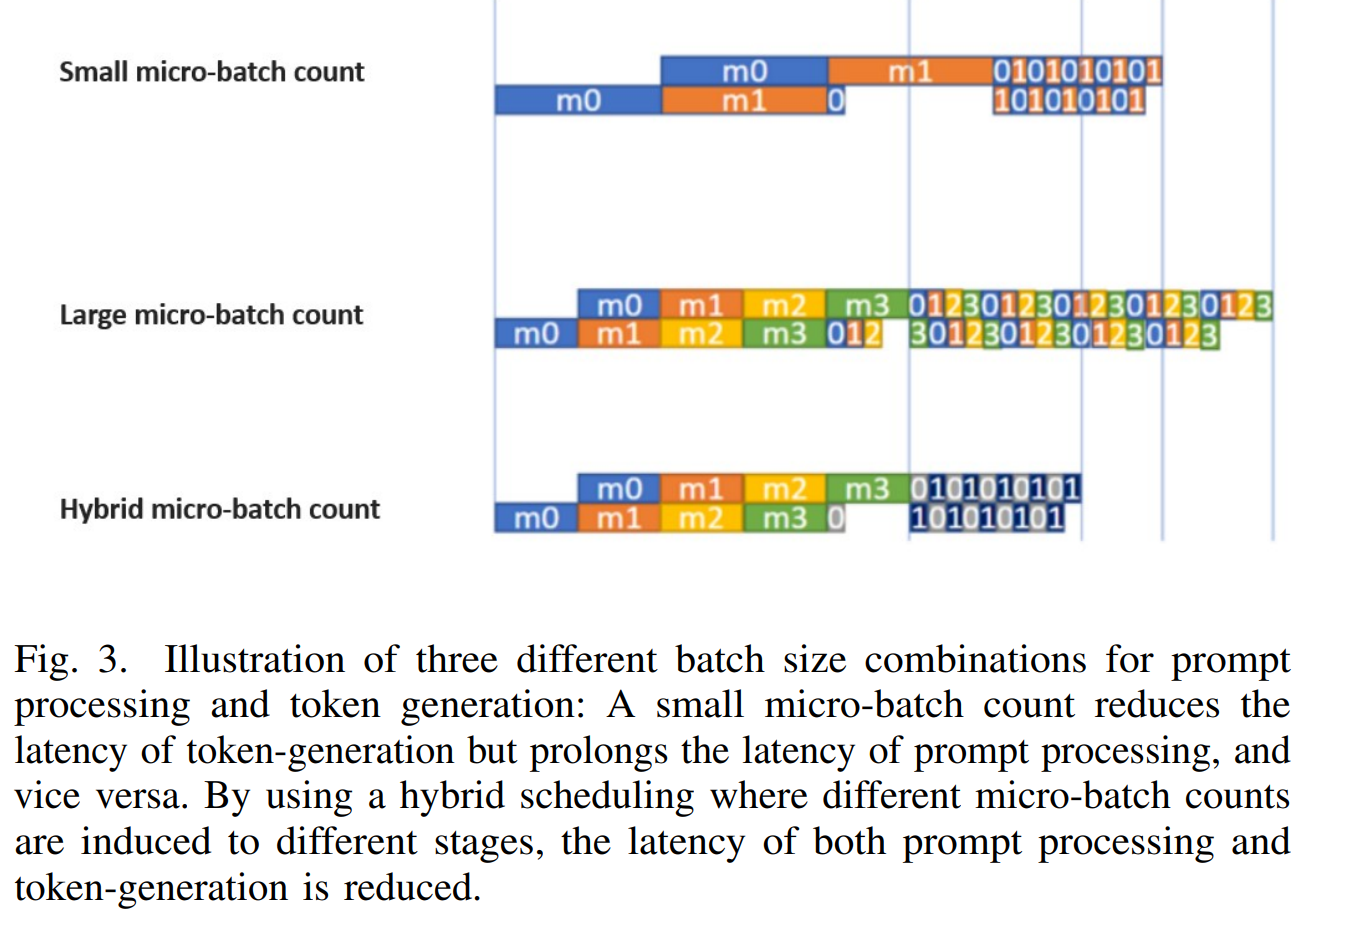 Small micro-batch count
m0 m1 0101010101
m0 m1 0 101010101
Large micro-batch count
m0 m1 m2 m3 01230123012301230123
m0 m1 m2 m3 012 30123012301230123
Hybrid micro-batch count
m0 m1 m2 m3 0101010101
m0 m1 m2 m3 0 101010101
Fig. 3. Illustration of three different batch size combinations for prompt
processing and token generation: A small micro-batch count reduces the
latency of token-generation but prolongs the latency of prompt processing, and
vice versa. By using a hybrid scheduling where different micro-batch counts
are induced to different stages, the latency of both prompt processing and
token-generation is reduced.